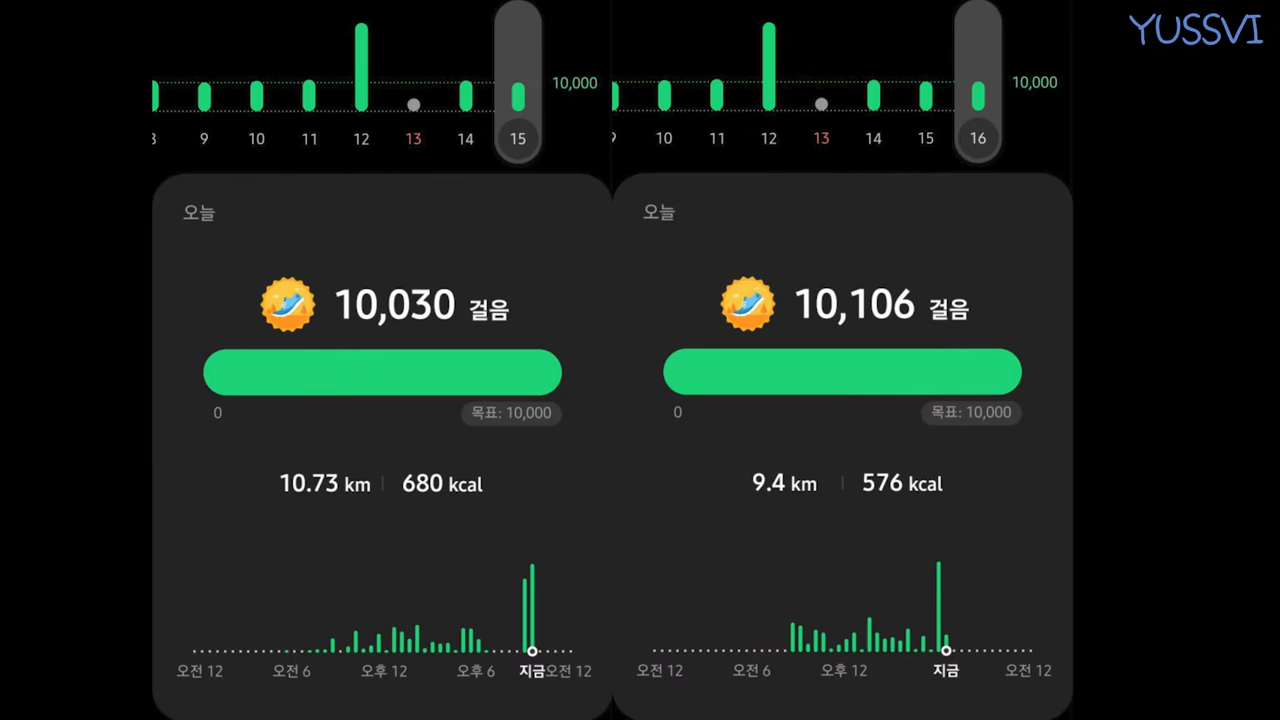 YUSSVI
10,000
8 9 10 11 12 13 14 15
오늘
10,030 걸음
0 목표: 10,000
10.73 km | 680 kcal
오전 12 오전 6 오후 12 오후 6 지금 오전 12
10,000
9 10 11 12 13 14 15 16
오늘
10,106 걸음
0 목표: 10,000
9.4 km | 576 kcal
오전 12 오전 6 오후 12 지금 오전 12